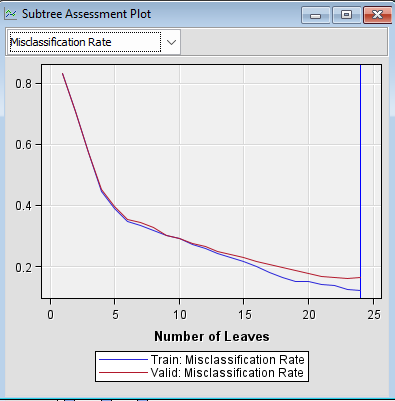 Subtree Assessment Plot
Misclassification Rate
0.8
0.6
0.4
0.2
0 5 10 15 20 25
Number of Leaves
Train: Misclassification Rate
Valid: Misclassification Rate